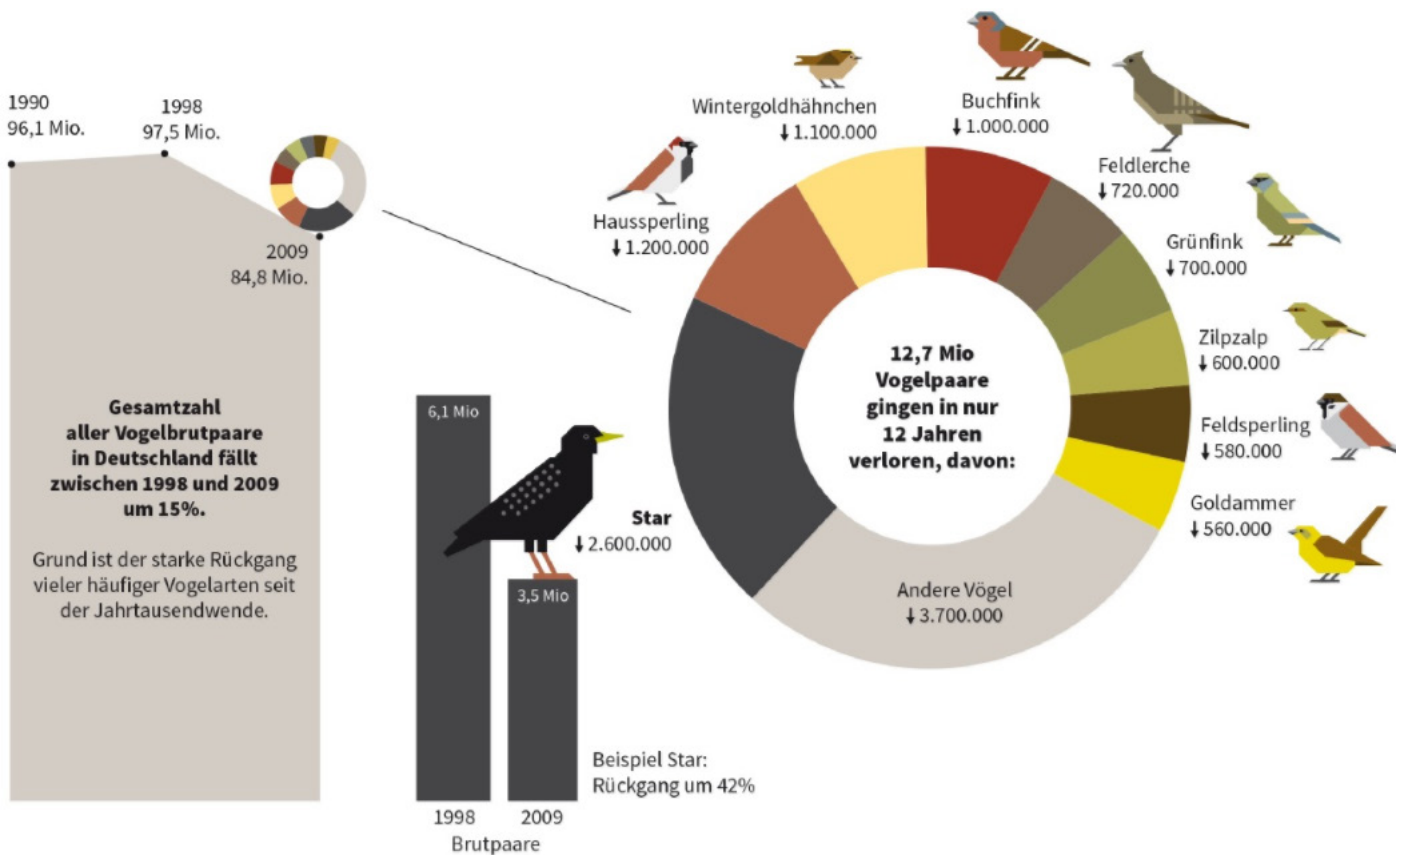 1990
96,1 Mio.
1998
97,5 Mio.
2009
84,8 Mio.
Gesamtzahl
aller Vogelbrutpaare
in Deutschland fällt
zwischen 1998 und 2009
um 15%.
Grund ist der starke Rückgang
vieler häufiger Vogelarten seit
der Jahrtausendwende.
6,1 Mio
3,5 Mio
1998
2009
Brutpaare
Beispiel Star:
Rückgang um 42%
Star
↓2.600.000
Haussperling
↓1.200.000
Wintergoldhähnchen
↓1.100.000
Buchfink
↓1.000.000
Feldlerche
↓720.000
Grünfink
↓700.000
Zilpzalp
↓600.000
Feldsperling
↓580.000
Goldammer
↓560.000
Andere Vögel
↓3.700.000
12,7 Mio
Vogelpaare
gingen in nur
12 Jahren
verloren, davon: